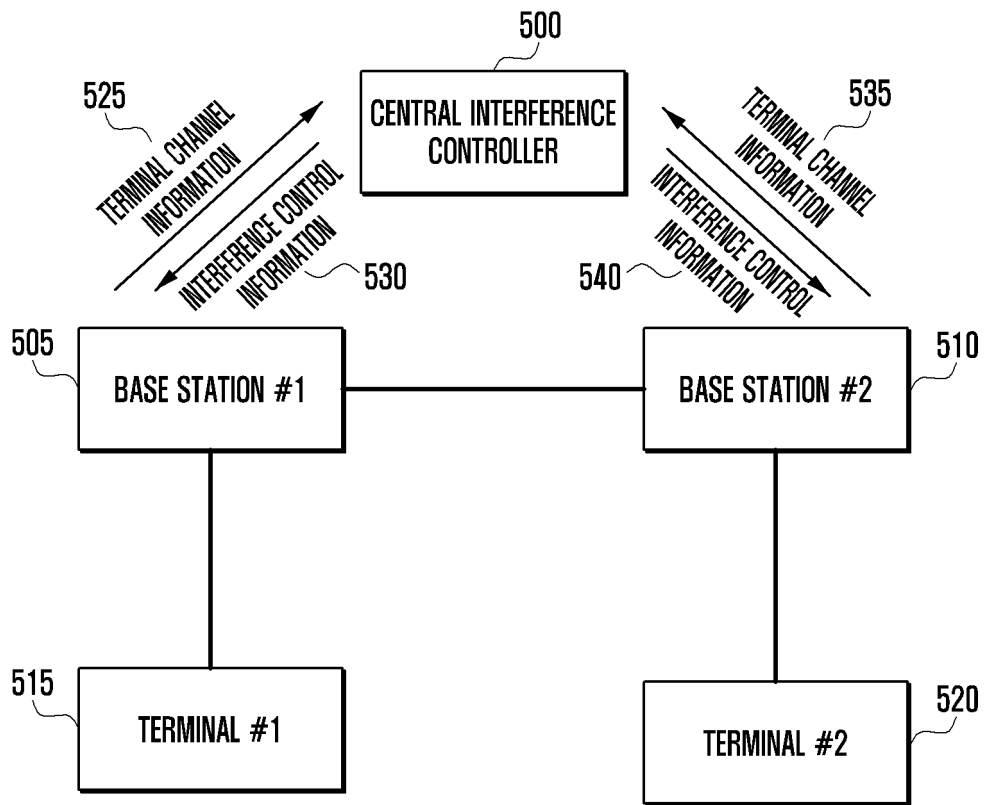 500
CENTRAL INTERFERENCE
CONTROLLER
525
TERMINAL CHANNEL
INFORMATION
INTERFERENCE CONTROL
INFORMATION
530
535
TERMINAL CHANNEL
INFORMATION
INTERFERENCE CONTROL
INFORMATION
540
505
BASE STATION #1
510
BASE STATION #2
515
TERMINAL #1
520
TERMINAL #2